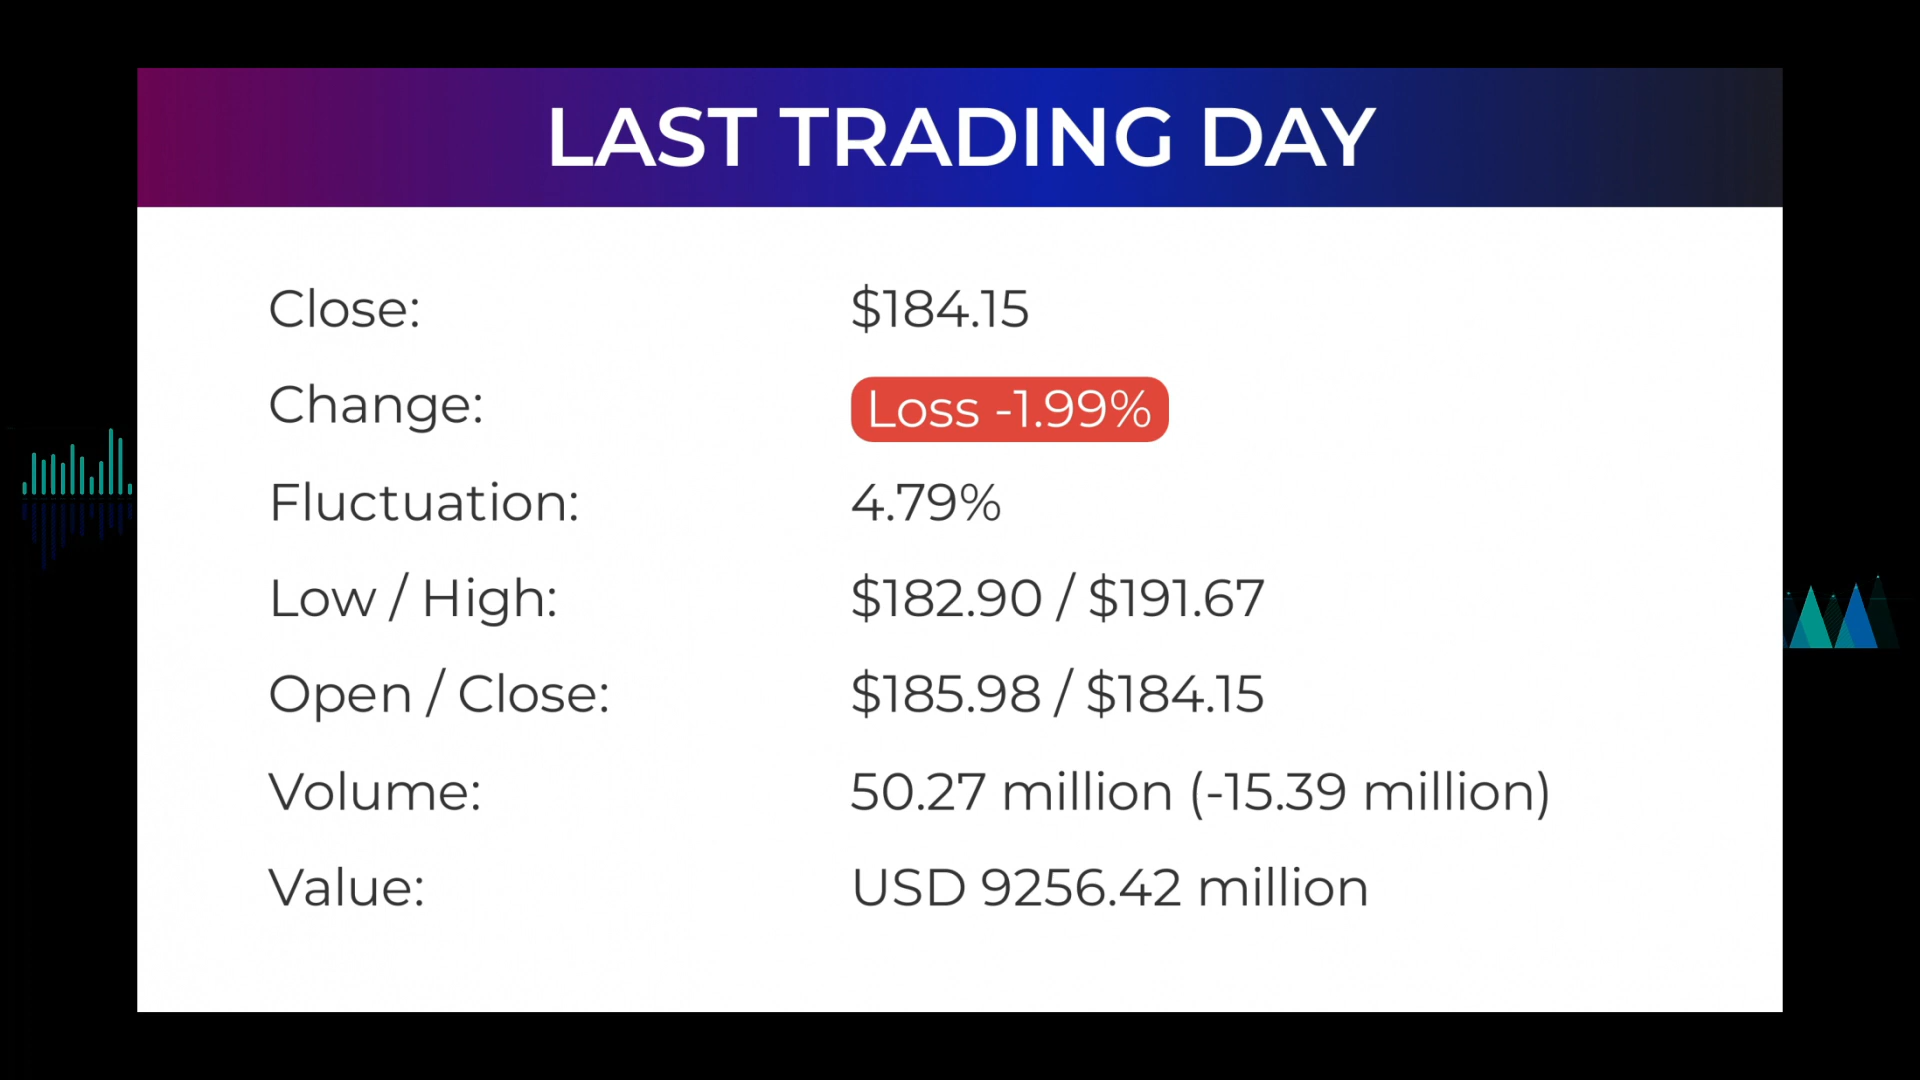 LAST TRADING DAY
Close: $184.15
Change: Loss -1.99%
Fluctuation: 4.79%
Low / High: $182.90 / $191.67
Open / Close: $185.98 / $184.15
Volume: 50.27 million (-15.39 million)
Value: USD 9256.42 million